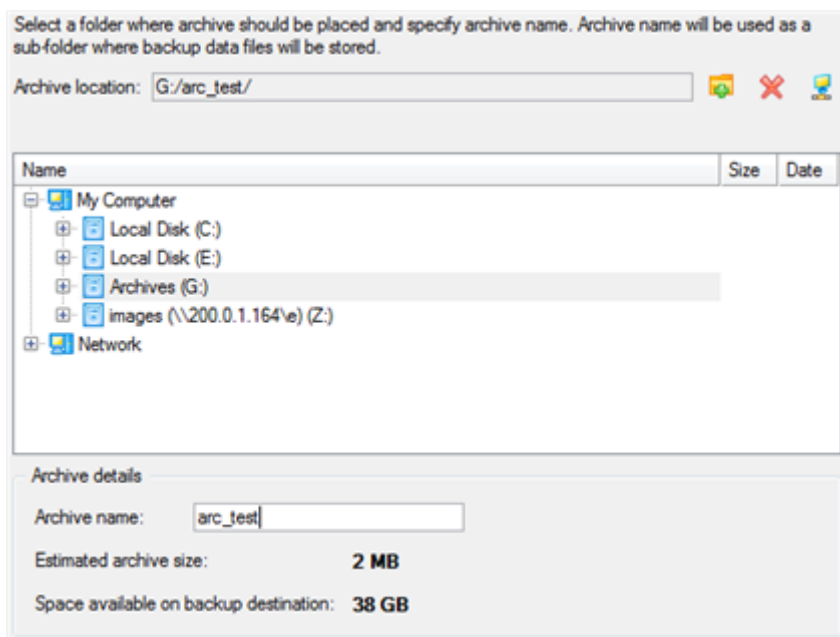 Select a folder where archive should be placed and specify archive name. Archive name will be used as a
sub-folder where backup data files will be stored.
Archive location: G:/arc_test/
Name Size Date
My Computer
Local Disk (C:)
Local Disk (E:)
Archives (G:)
images (\\200.0.1.164\e) (Z:)
Network
Archive details
Archive name: arc_test
Estimated archive size: 2 MB
Space available on backup destination: 38 GB